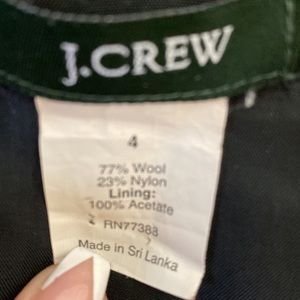 J.CREW
4
77% Wool
23% Nylon
Lining:
100% Acetate
RN77388
Made in Sri Lanka